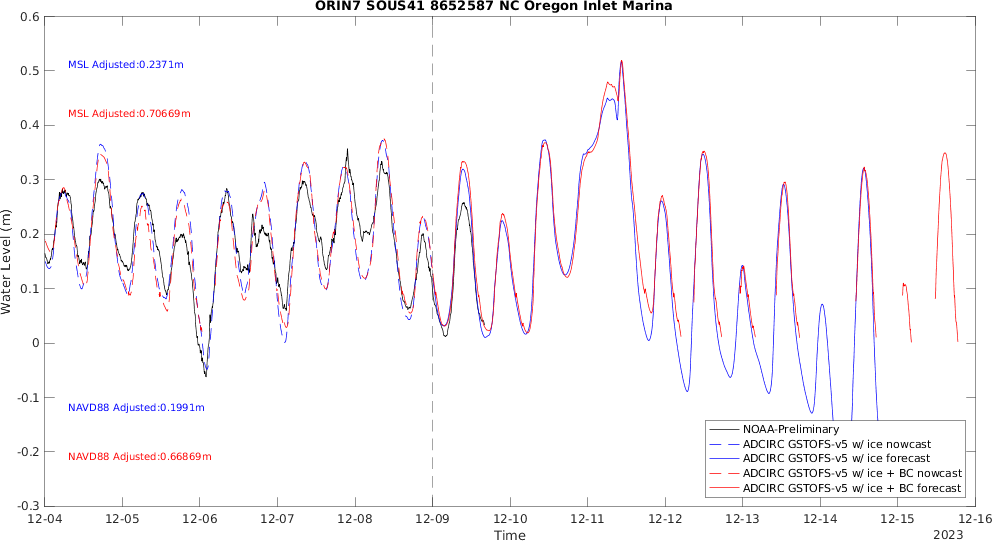 ORIN7 SOUS41 8652587 NC Oregon Inlet Marina
0.6
0.5
0.4
0.3
0.2
0.1
0
-0.1
-0.2
-0.3
Water Level (m)
MSL Adjusted:0.2371m
MSL Adjusted:0.70669m
NAVD88 Adjusted:0.1991m
NAVD88 Adjusted:0.66869m
NOAA-Preliminary
ADCIRC GSTOFS-v5 w/ ice nowcast
ADCIRC GSTOFS-v5 w/ ice forecast
ADCIRC GSTOFS-v5 w/ ice + BC nowcast
ADCIRC GSTOFS-v5 w/ ice + BC forecast
12-04 12-05 12-06 12-07 12-08 12-09 12-10 12-11 12-12 12-13 12-14 12-15 12-16
Time
2023